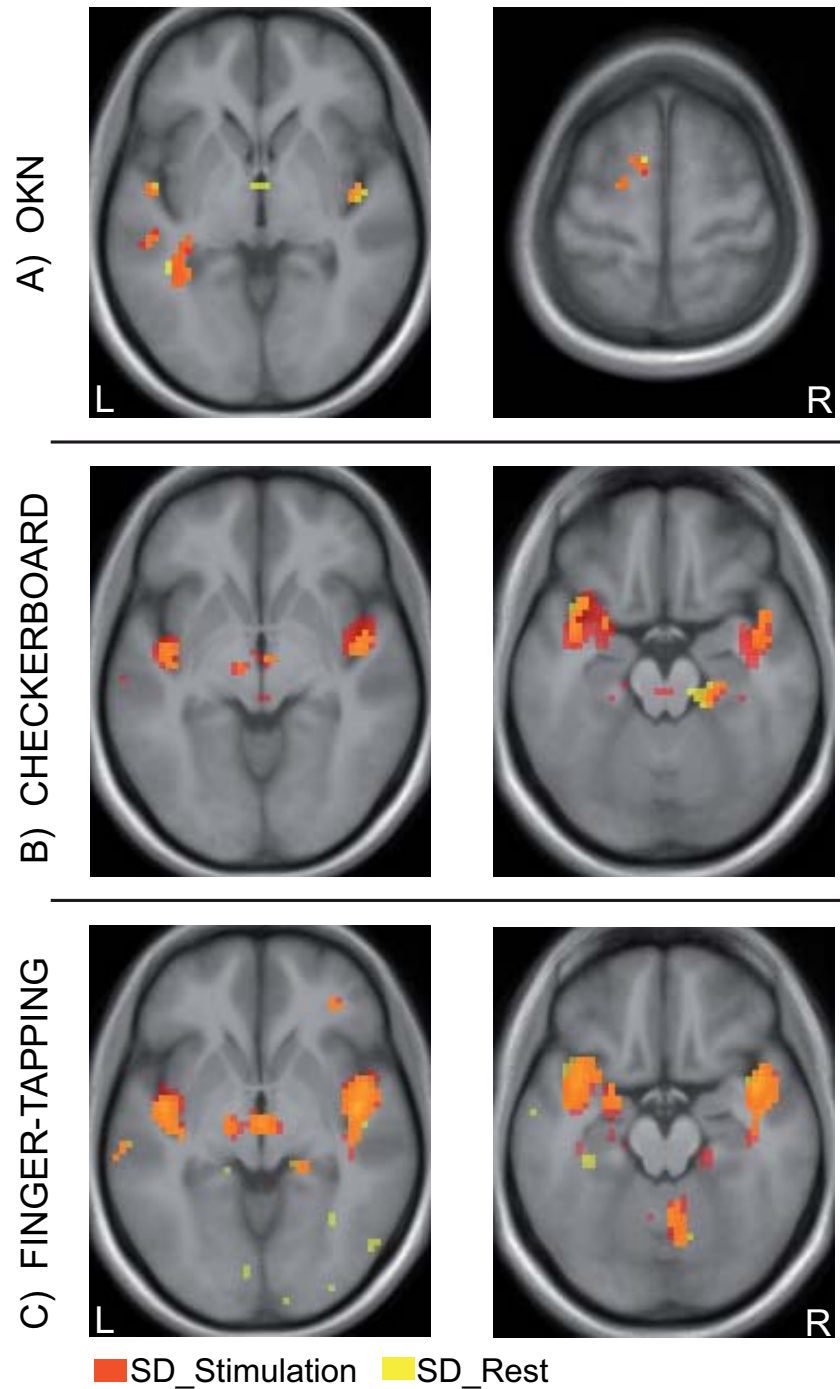 A) OKN
L
R
B) CHECKERBOARD
C) FINGER-TAPPING
L
R
SD_Stimulation SD_Rest